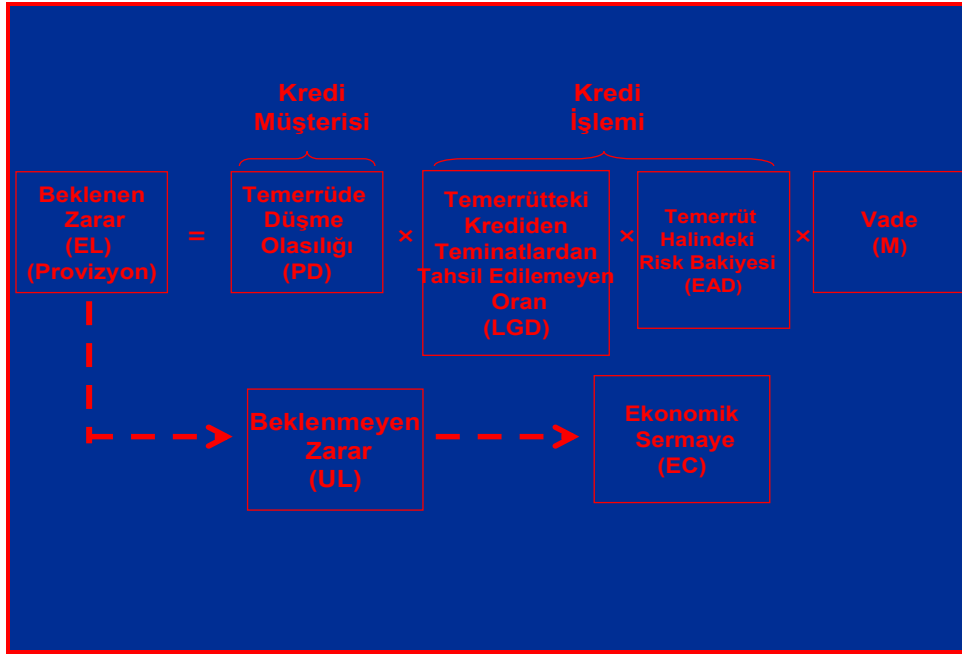 Kredi
Müşterisi
Kredi
İşlemi
Beklenen
Zarar
(EL)
(Provizyon)
=
Temerrüde
Düşme
Olasılığı
(PD)
×
Temerrütteki
Krediden
Teminatlardan
Tahsil Edilemeyen
Oran
(LGD)
×
Temerrüt
Halindeki
Risk Bakiyesi
(EAD)
×
Vade
(M)
Beklenmeyen
Zarar
(UL)
Ekonomik
Sermaye
(EC)